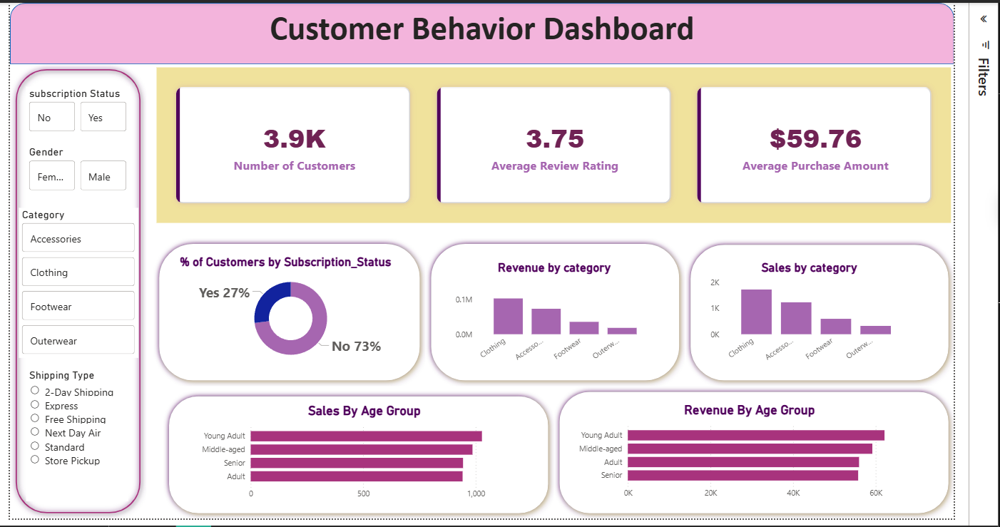 Customer Behavior Dashboard
Filters
subscription Status
No
Yes
Gender
Fem...
Male
Category
Accessories
Clothing
Footwear
Outerwear
Shipping Type
2-Day Shipping
Express
Free Shipping
Next Day Air
Standard
Store Pickup
3.9K
Number of Customers
3.75
Average Review Rating
$59.76
Average Purchase Amount
% of Customers by Subscription_Status
Yes 27%
No 73%
Revenue by category
0.1M
0.0M
Clothing
Accesso...
Footwear
Outerw...
Sales by category
2K
1K
0K
Clothing
Accesso...
Footwear
Outerw...
Sales By Age Group
Young Adult
Middle-aged
Senior
Adult
0
500
1,000
Revenue By Age Group
Young Adult
Middle-aged
Adult
Senior
0K
20K
40K
60K